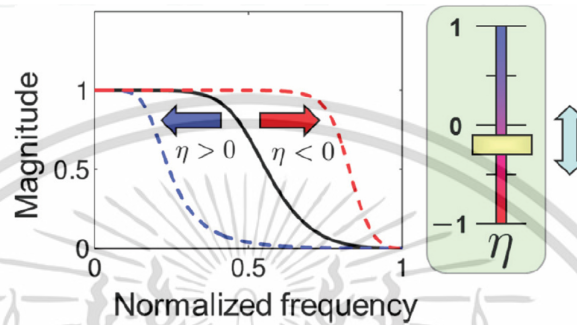 Magnitude
1
0.5
0
0
0.5
1
Normalized frequency
η > 0
η < 0
1
0
−1
η